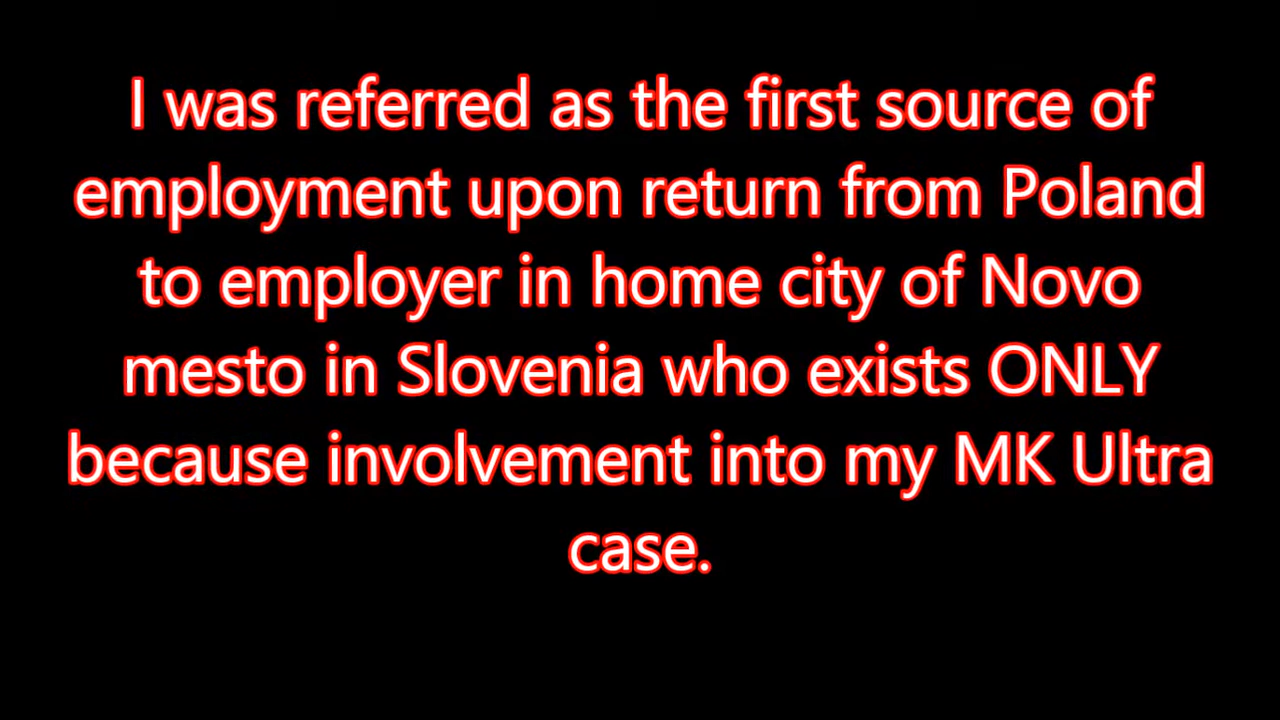 I was referred as the first source of
employment upon return from Poland
to employer in home city of Novo
mesto in Slovenia who exists ONLY
because involvement into my MK Ultra
case.